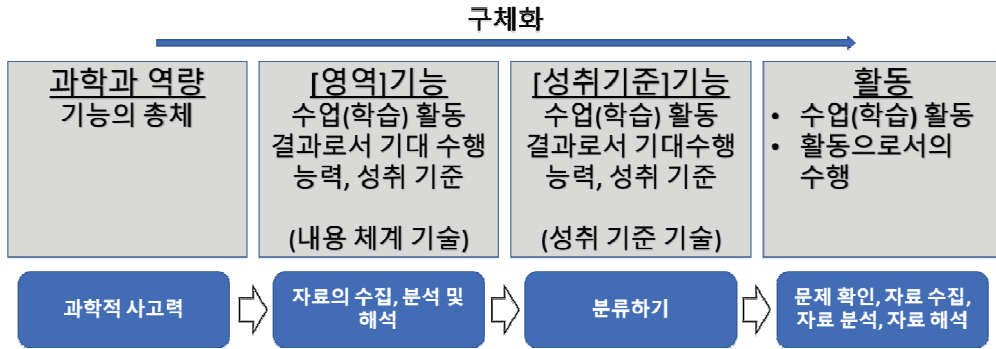 구체화
과학과 역량
기능의 총체
[영역]기능
수업(학습) 활동
결과로서 기대 수행
능력, 성취 기준
(내용 체계 기술)
[성취기준]기능
수업(학습) 활동
결과로서 기대수행
능력, 성취 기준
(성취 기준 기술)
활동
• 수업(학습) 활동
• 활동으로서의
수행
과학적 사고력
자료의 수집, 분석 및
해석
분류하기
문제 확인, 자료 수집,
자료 분석, 자료 해석